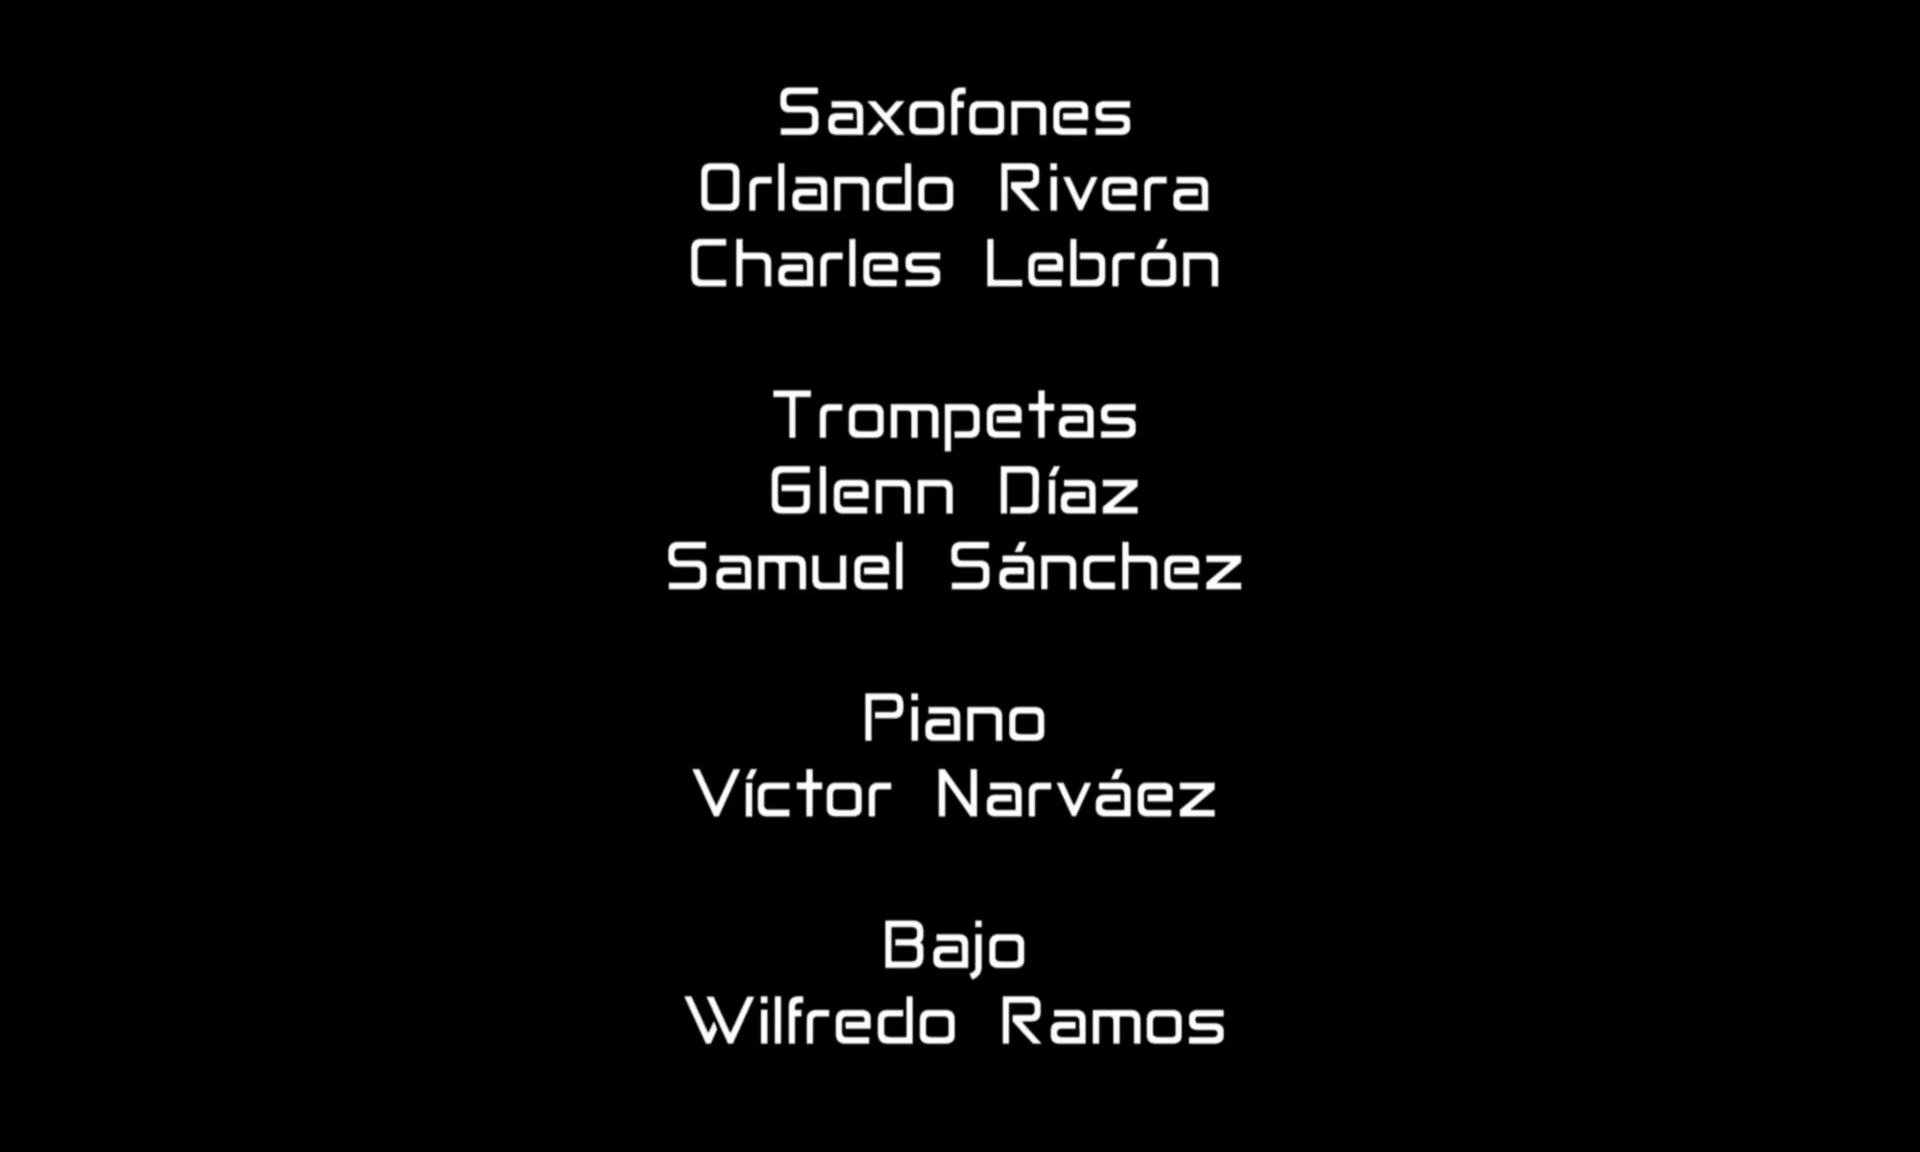 Saxofones
Orlando Rivera
Charles Lebrón
Trompetas
Glenn Díaz
Samuel Sánchez
Piano
Víctor Narváez
Bajo
Wilfredo Ramos